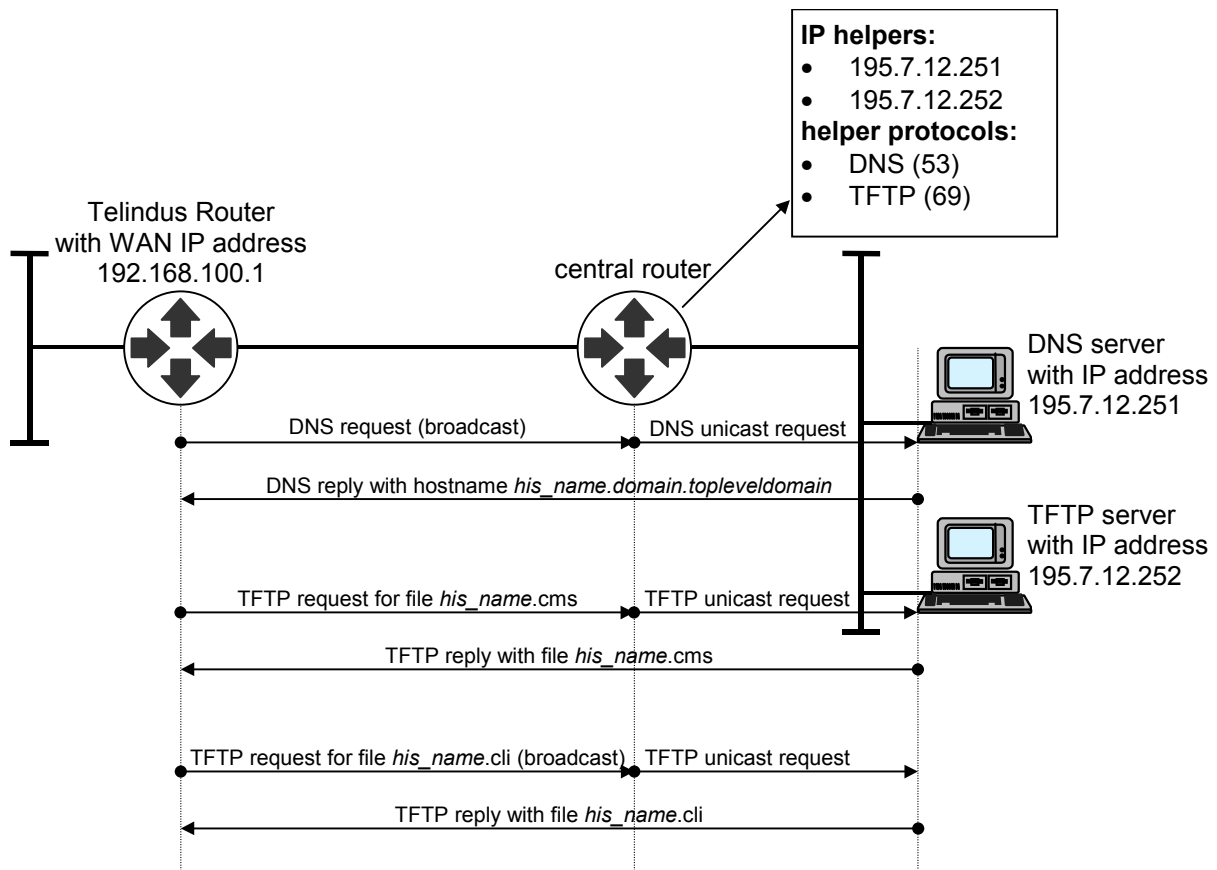 IP helpers:
• 195.7.12.251
• 195.7.12.252
helper protocols:
• DNS (53)
• TFTP (69)
Telindus Router
with WAN IP address
192.168.100.1
central router
DNS server
with IP address
195.7.12.251
DNS request (broadcast)
DNS unicast request
DNS reply with hostname his_name.domain.topleveldomain
TFTP server
with IP address
195.7.12.252
TFTP request for file his_name.cms
TFTP unicast request
TFTP reply with file his_name.cms
TFTP request for file his_name.cli (broadcast)
TFTP unicast request
TFTP reply with file his_name.cli